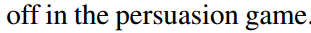 off in the persuasion game.